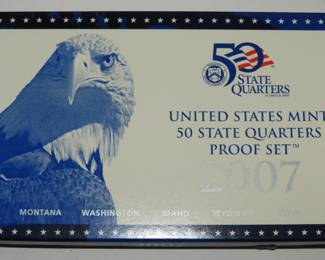 50
STATE
QUARTERS
UNITED STATES MINT
50 STATE QUARTERS
PROOF SET™
2007
MONTANA WASHINGTON IDAHO WYOMING UTAH